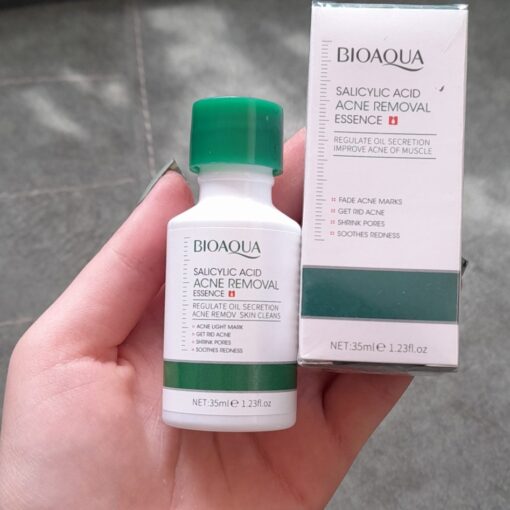 BIOAQUA
SALICYLIC ACID
ACNE REMOVAL
ESSENCE
REGULATE OIL SECRETION
IMPROVE ACNE OF MUSCLE
FADE ACNE MARKS
GET RID ACNE
SHRINK PORES
SOOTHES REDNESS
NET:35ml ℮ 1.23fl.oz
BIOAQUA
SALICYLIC ACID
ACNE REMOVAL
ESSENCE
REGULATE OIL SECRETION
ACNE REMOV SKIN CLEANS
ACNE LIGHT MARK
GET RID ACNE
SHRINK PORES
SOOTHES REDNESS
NET:35ml ℮ 1.23fl.oz